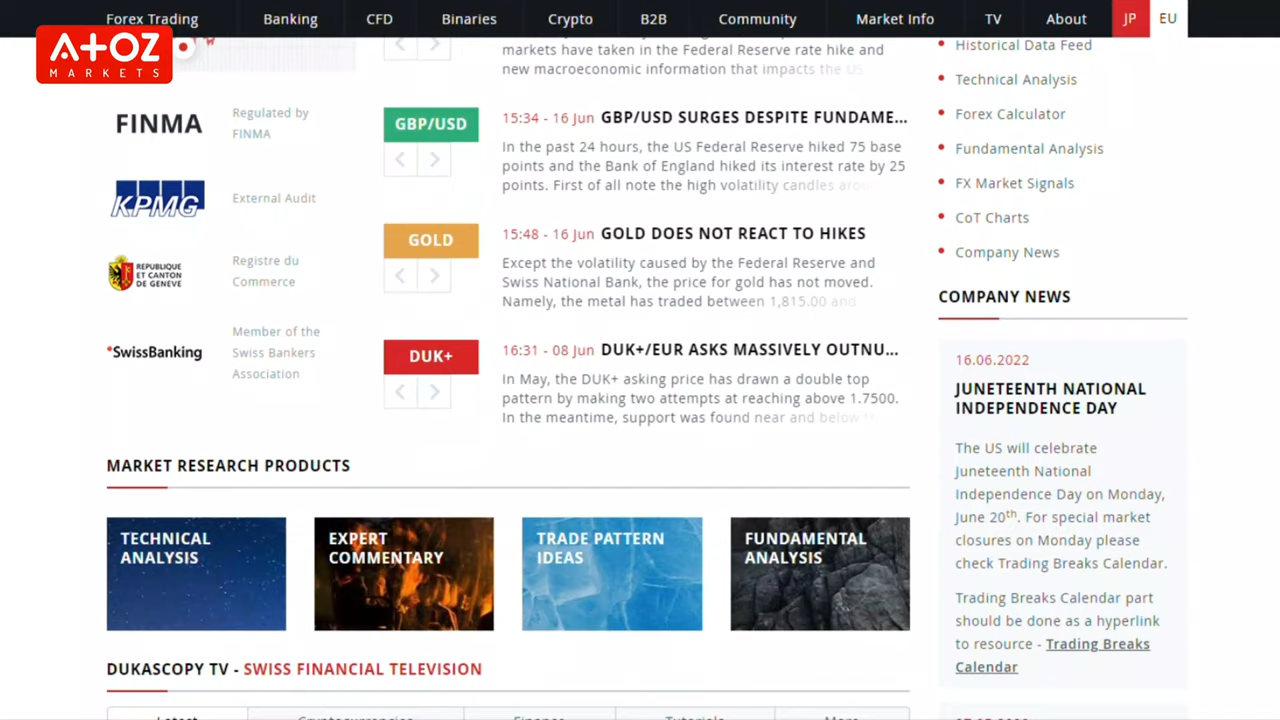 Forex Trading Banking CFD Binaries Crypto B2B Community Market Info TV About JP EU
A+OZ
MARKETS
FINMA
Regulated by
FINMA
KPMG
External Audit
REPUBLIQUE
ET CANTON
DE GENEVE
Registre du
Commerce
SwissBanking
Member of the
Swiss Bankers
Association
markets have taken in the Federal Reserve rate hike and
new macroeconomic information that impacts the US
GBP/USD
15:34 - 16 Jun GBP/USD SURGES DESPITE FUNDAME...
In the past 24 hours, the US Federal Reserve hiked 75 base
points and the Bank of England hiked its interest rate by 25
points. First of all note the high volatility candles around
GOLD
15:48 - 16 Jun GOLD DOES NOT REACT TO HIKES
Except the volatility caused by the Federal Reserve and
Swiss National Bank, the price for gold has not moved.
Namely, the metal has traded between 1,815.00 and
DUK+
16:31 - 08 Jun DUK+/EUR ASKS MASSIVELY OUTNU...
In May, the DUK+ asking price has drawn a double top
pattern by making two attempts at reaching above 1.7500.
In the meantime, support was found near and below
MARKET RESEARCH PRODUCTS
TECHNICAL
ANALYSIS
EXPERT
COMMENTARY
TRADE PATTERN
IDEAS
FUNDAMENTAL
ANALYSIS
DUKASCOPY TV - SWISS FINANCIAL TELEVISION
Latest Cryptocurrencies Finance Tutorials More
Historical Data Feed
Technical Analysis
Forex Calculator
Fundamental Analysis
FX Market Signals
CoT Charts
Company News
COMPANY NEWS
16.06.2022
JUNETEENTH NATIONAL
INDEPENDENCE DAY
The US will celebrate
Juneteenth National
Independence Day on Monday,
June 20th. For special market
closures on Monday please
check Trading Breaks Calendar.
Trading Breaks Calendar part
should be done as a hyperlink
to resource - Trading Breaks
Calendar